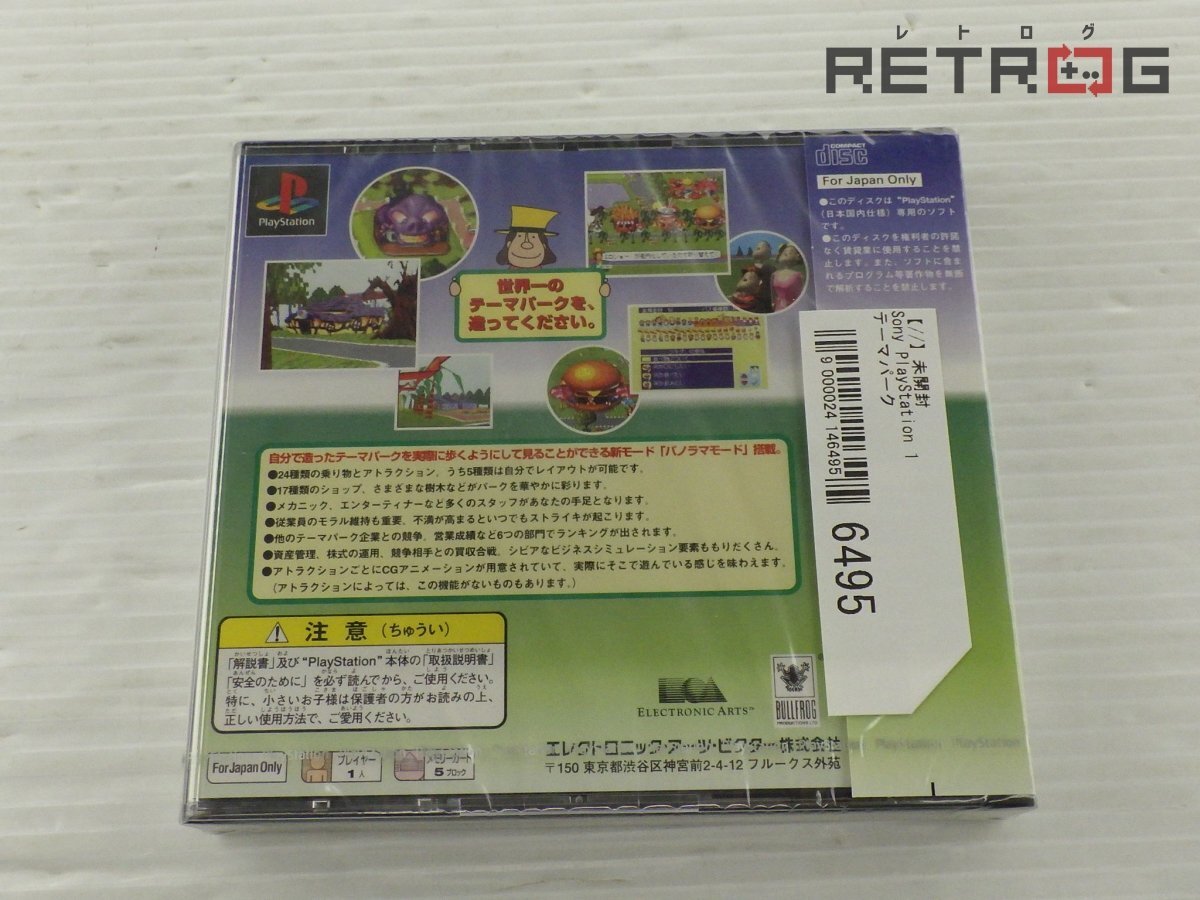 レトログ
RETROG
PlayStation
世界一の
テーマパークを、
造ってください。
COMPACT
disc
For Japan Only
●このディスクは "PlayStation"
(日本国内仕様) 専用のソフト
です。
●このディスクを権利者の許諾
なく賃貸業に使用することを禁
止します。また、ソフトに含ま
れるプログラム等著作物を無断
で解析することを禁止します。
【//】未開封
Sony PlayStation 1
テーマパーク
9 000024 146495
6495
自分で造ったテーマパークを実際に歩くようにして見ることができる新モード「パノラマモード」搭載。
●24種類の乗り物とアトラクション。うち5種類は自分でレイアウトが可能です。
●17種類のショップ、さまざまな樹木などがパークを華やかに彩ります。
●メカニック、エンターティナーなど多くのスタッフがあなたの手足となります。
●従業員のモラル維持も重要、不満が高まるといつでもストライキが起こります。
●他のテーマパーク企業との競争。営業成績など6つの部門でランキングが出されます。
●資産管理、株式の運用、競争相手との買収合戦。シビアなビジネスシミュレーション要素ももりだくさん。
●アトラクションごとにCGアニメーションが用意されていて、実際にそこで遊んでいる感じを味わえます。
(アトラクションによっては、この機能がないものもあります。)
注意(ちゅうい)
「解説書」及び"PlayStation"本体の「取扱説明書」
「安全のために」を必ず読んでから、ご使用ください。
特に、小さいお子様は保護者の方がお読みの上、
正しい使用方法で、ご愛用ください。
ELECTRONIC ARTS™
BULLFROG
PRODUCTIONS LTD
エレクトロニック・アーツ・ビクター株式会社
〒150 東京都渋谷区神宮前2-4-12 フルークス外苑
For Japan Only
プレイヤー
1人
メモリーカード
5ブロック
PlayStation
PlayStation